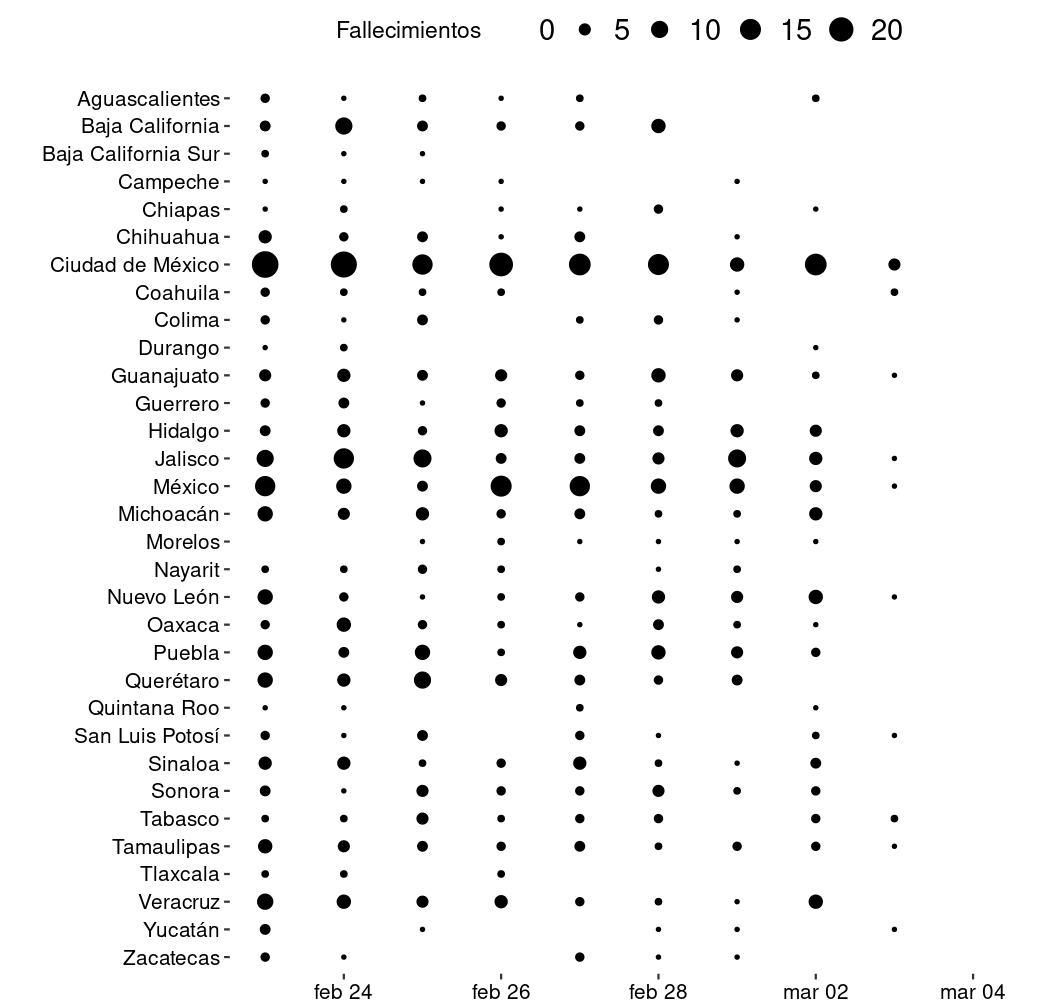 Fallecimientos 0 5 10 15 20
Aguascalientes
Baja California
Baja California Sur
Campeche
Chiapas
Chihuahua
Ciudad de México
Coahuila
Colima
Durango
Guanajuato
Guerrero
Hidalgo
Jalisco
México
Michoacán
Morelos
Nayarit
Nuevo León
Oaxaca
Puebla
Querétaro
Quintana Roo
San Luis Potosí
Sinaloa
Sonora
Tabasco
Tamaulipas
Tlaxcala
Veracruz
Yucatán
Zacatecas
feb 24 feb 26 feb 28 mar 02 mar 04